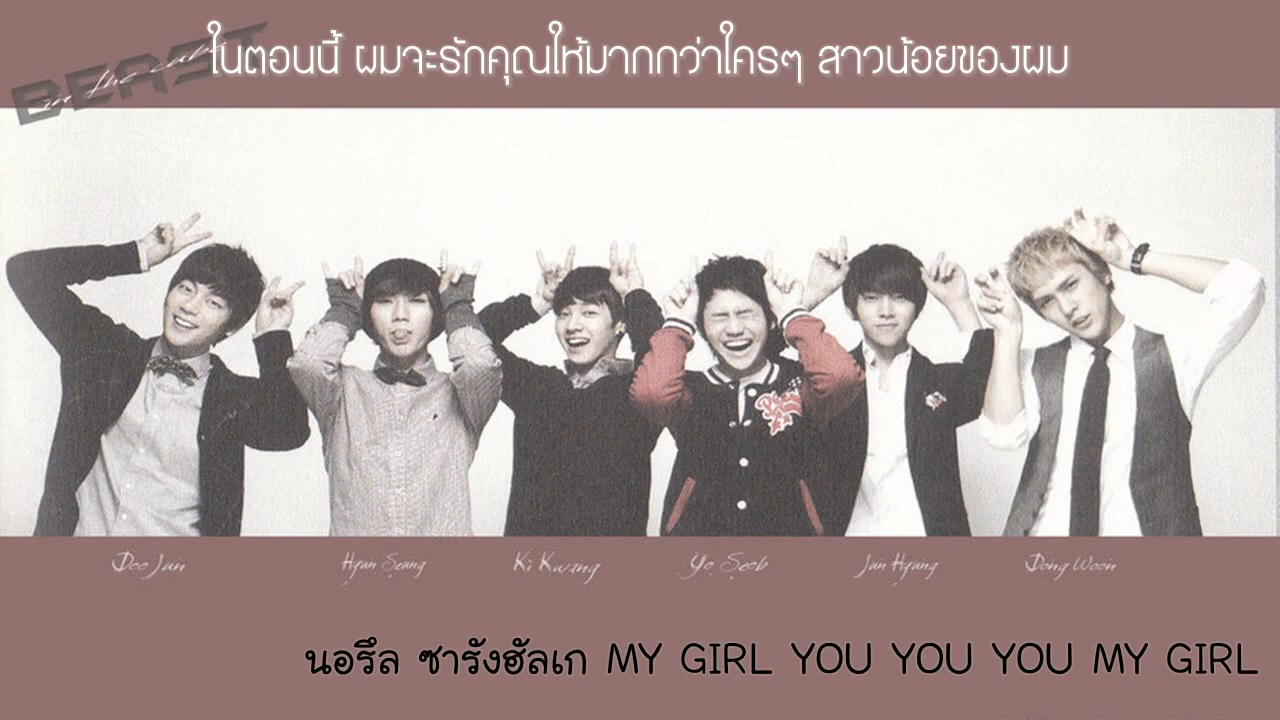 ในตอนนี้ ผมจะรักคุณให้มากกว่าใครๆ สาวน้อยของผม
BEAST
Doo Jun Hyun Seung Ki Kwang Yo Seob Jun Hyung Dong Woon
นอรึล ซารังฮัลเก MY GIRL YOU YOU YOU MY GIRL